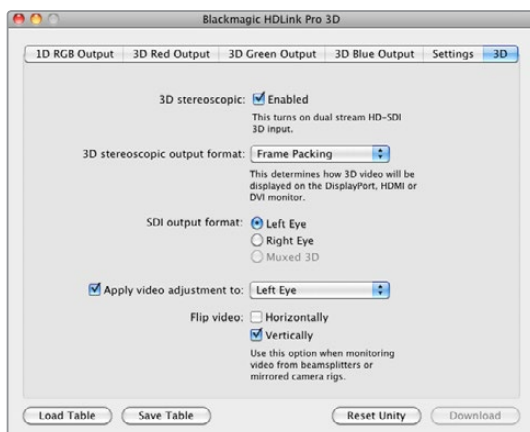 Blackmagic HDLink Pro 3D
1D RGB Output 3D Red Output 3D Green Output 3D Blue Output Settings 3D
3D stereoscopic: Enabled
This turns on dual stream HD-SDI
3D input.
3D stereoscopic output format: Frame Packing
This determines how 3D video will be
displayed on the DisplayPort, HDMI or
DVI monitor.
SDI output format: Left Eye
Right Eye
Muxed 3D
Apply video adjustment to: Left Eye
Flip video: Horizontally
Vertically
Use this option when monitoring
video from beamsplitters or
mirrored camera rigs.
Load Table Save Table Reset Unity Download